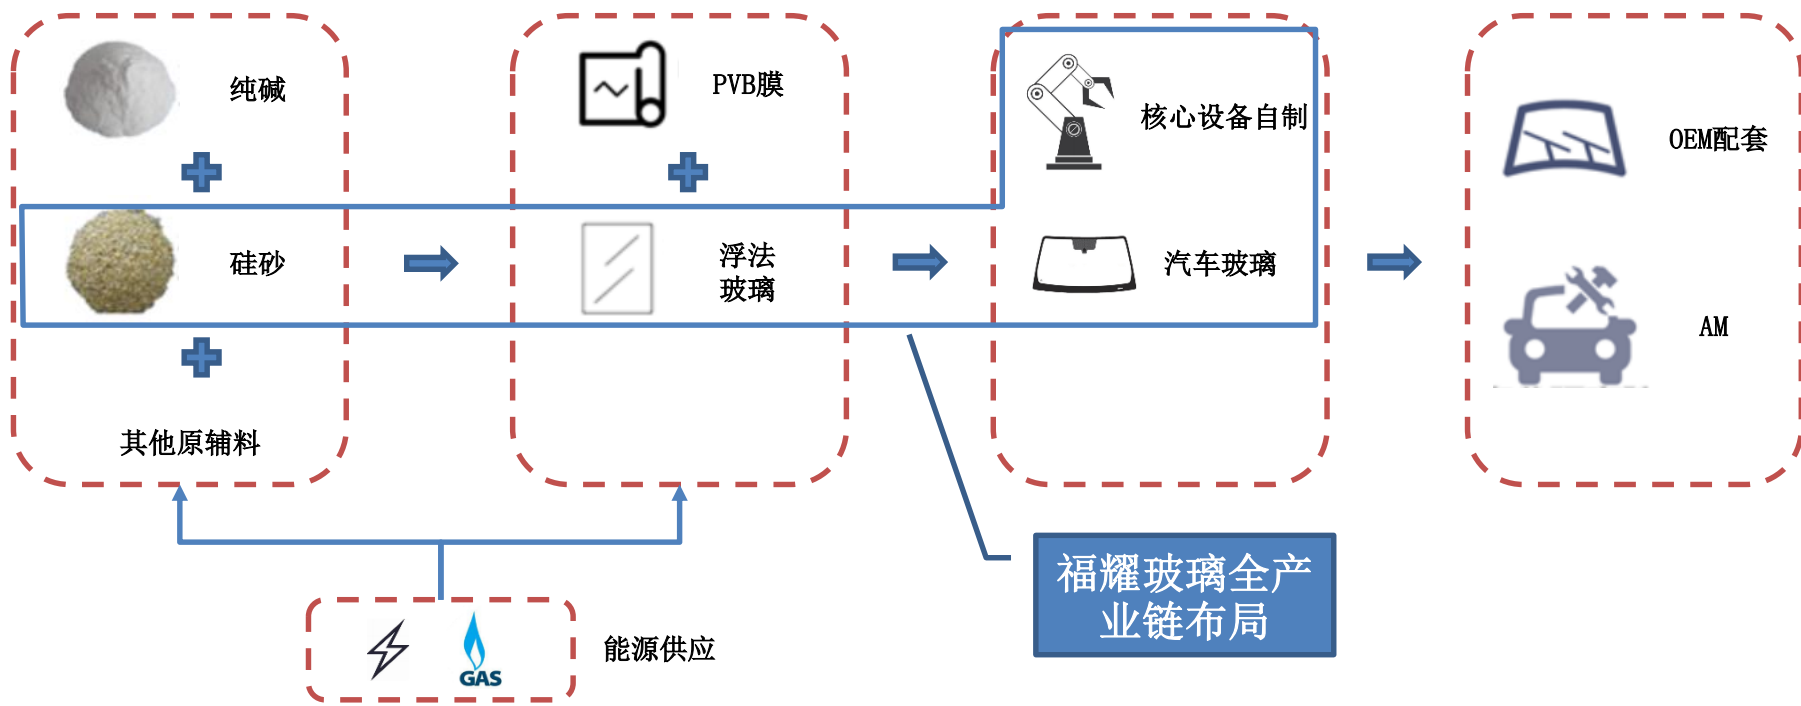 纯碱
硅砂
其他原辅料
PVB膜
浮法
玻璃
核心设备自制
汽车玻璃
OEM配套
AM
福耀玻璃全产
业链布局
GAS
能源供应